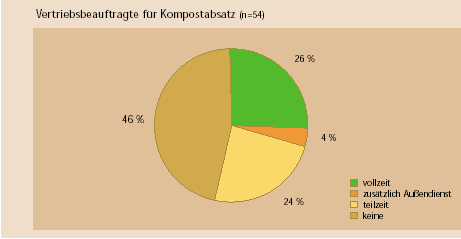 Vertriebsbeauftragte für Kompostabsatz (n=54)
26 %
46 %
4 %
24 %
vollzeit
zusätzlich Außendienst
teilzeit
keine